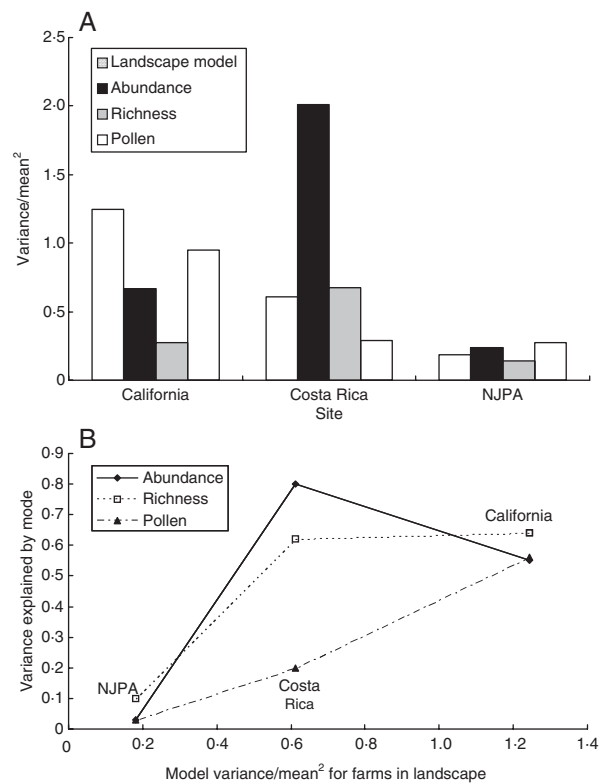 A
2·5
2·0
1·5
1·0
0·5
0
Variance/mean²
Landscape model
Abundance
Richness
Pollen
California
Costa Rica
NJPA
Site
B
0·9
0·8
0·7
0·6
0·5
0·4
0·3
0·2
0·1
0
Variance explained by mode
Abundance
Richness
Pollen
California
NJPA
Costa
Rica
0
0·2
0·4
0·6
0·8
1·0
1·2
1·4
Model variance/mean² for farms in landscape